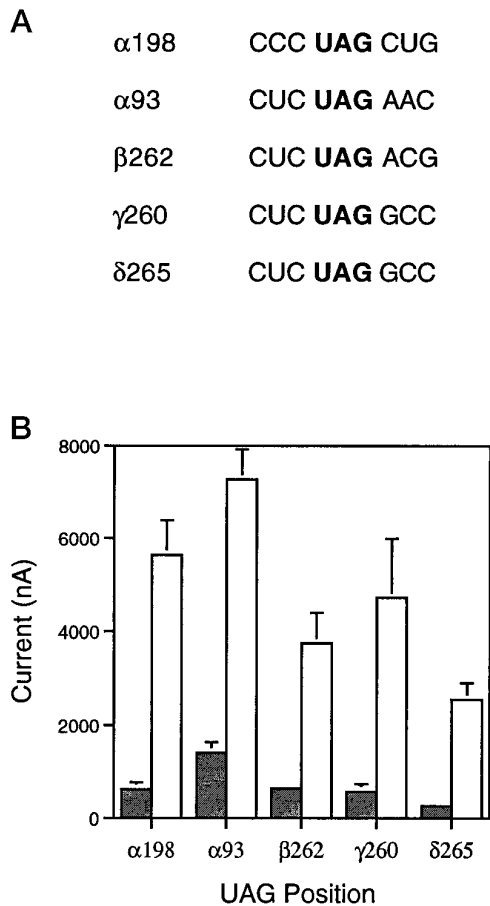 A
α198 CCC UAG CUG
α93 CUC UAG AAC
β262 CUC UAG ACG
γ260 CUC UAG GCC
δ265 CUC UAG GCC
B
8000
6000
4000
2000
0
Current (nA)
α198 α93 β262 γ260 δ265
UAG Position